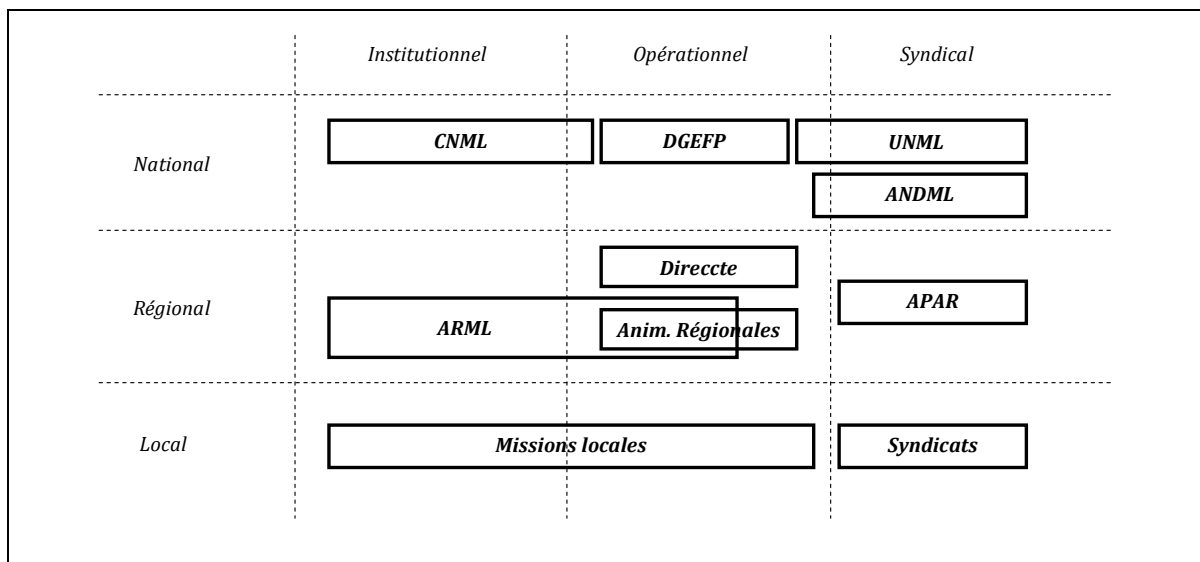 Institutionnel Opérationnel Syndical
National CNML DGEFP UNML
ANDML
Direccte
Régional ARML Anim. Régionales APAR
Local Missions locales Syndicats